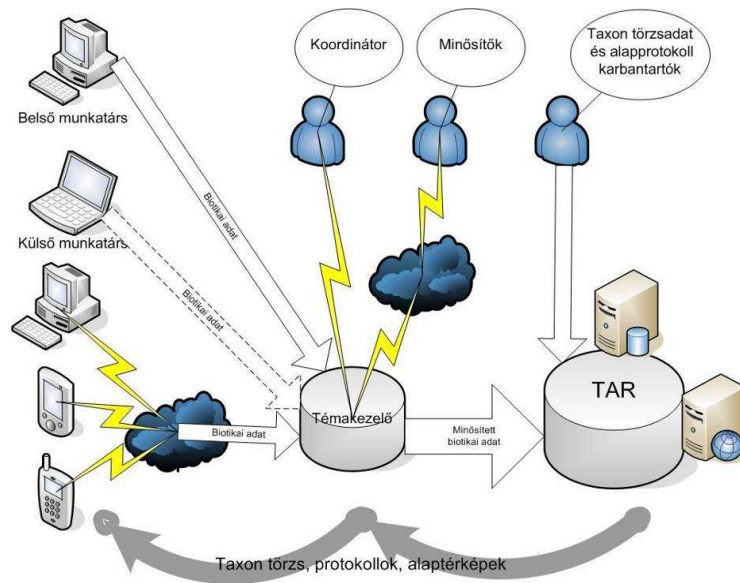 Koordinátor
Minősítők
Taxon törzsadat
és alapprotokoll
karbantartók
Belső munkatárs
Biotikai adat
Külső munkatárs
Biotikai adat
TAR
Témakezelő
Biotikai adat
Minősített
biotikai adat
Taxon törzs, protokollok, alaptérképek